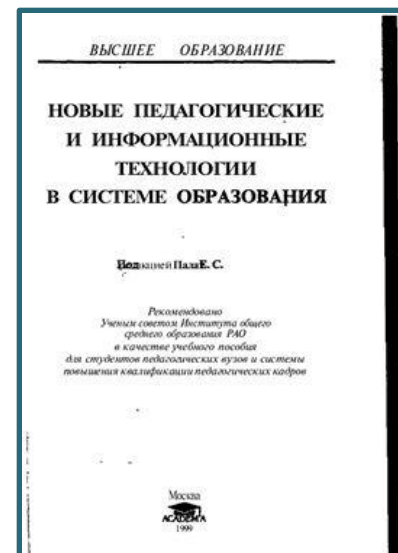 ВЫСШЕЕ ОБРАЗОВАНИЕ
НОВЫЕ ПЕДАГОГИЧЕСКИЕ
И ИНФОРМАЦИОННЫЕ
ТЕХНОЛОГИИ
В СИСТЕМЕ ОБРАЗОВАНИЯ
Е. С.
Рекомендовано
Ученым советом Института общего
среднего образования РАО
в качестве учебного пособия
для студентов педагогических вузов и системы
повышения квалификации педагогических кадров
Москва
ACADEMA
1999